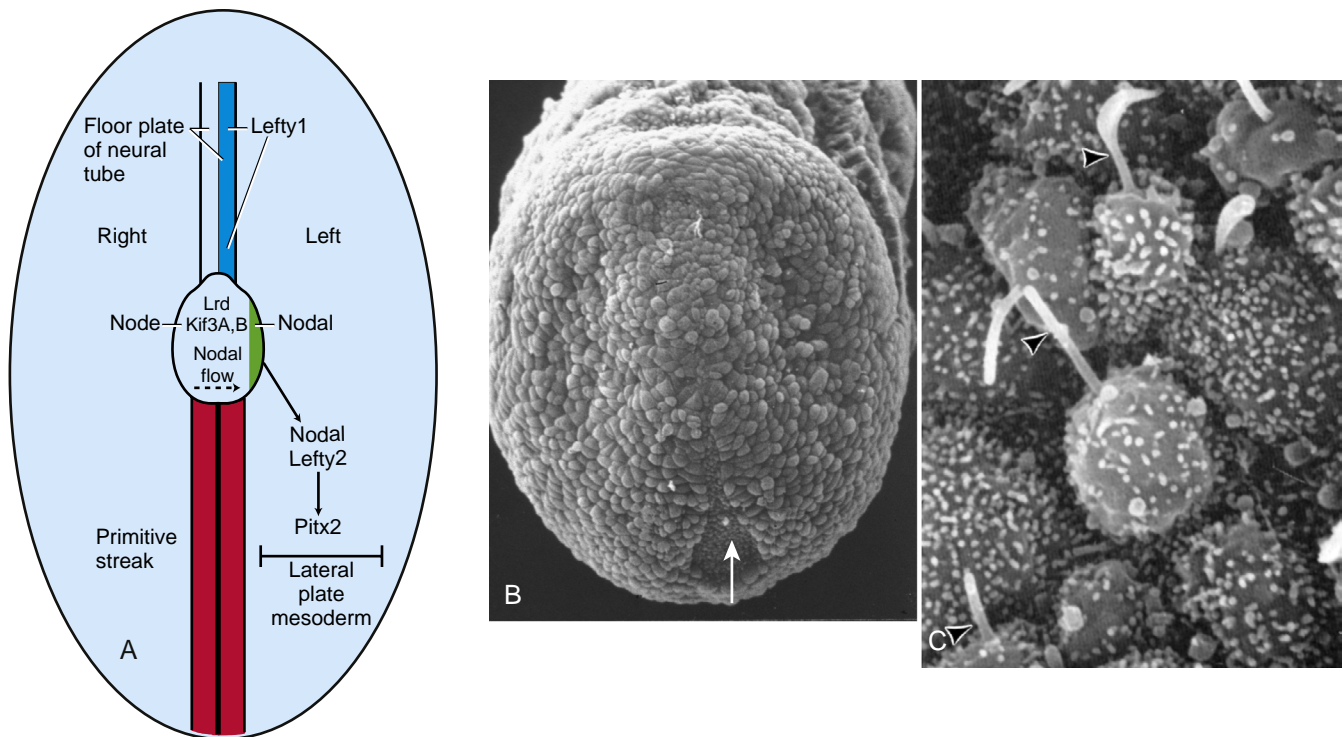 Floor plate
of neural
tube
Lefty1
Right
Left
Node
Lrd
Kif3A,B
Nodal
Nodal
flow
Nodal
Lefty2
Pitx2
Primitive
streak
Lateral
plate
mesoderm
A
B
C